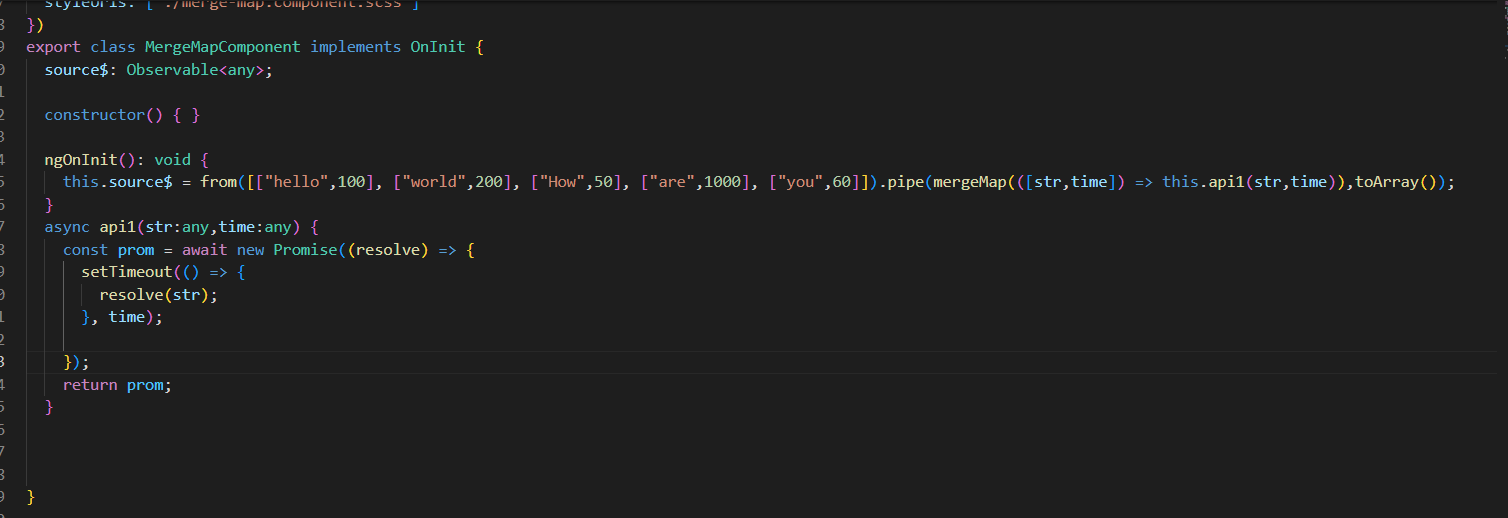 styleUrls: ['./merge-map.component.scss']
})
export class MergeMapComponent implements OnInit {
source$: Observable<any>;
constructor() { }
ngOnInit(): void {
this.source$ = from([["hello",100], ["world",200], ["How",50], ["are",1000], ["you",60]]).pipe(mergeMap(([str,time]) => this.api1(str,time)),toArray());
}
async api1(str:any,time:any) {
const prom = await new Promise((resolve) => {
setTimeout(() => {
resolve(str);
}, time);
});
return prom;
}
}